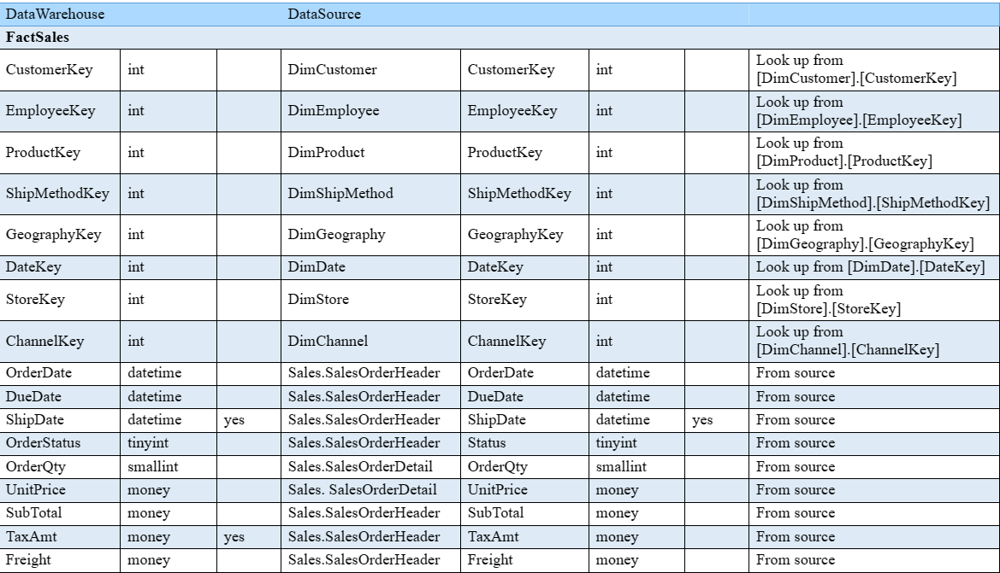 DataWarehouse DataSource
FactSales
CustomerKey int DimCustomer CustomerKey int Look up from
[DimCustomer].[CustomerKey]
EmployeeKey int DimEmployee EmployeeKey int Look up from
[DimEmployee].[EmployeeKey]
ProductKey int DimProduct ProductKey int Look up from
[DimProduct].[ProductKey]
ShipMethodKey int DimShipMethod ShipMethodKey int Look up from
[DimShipMethod].[ShipMethodKey]
GeographyKey int DimGeography GeographyKey int Look up from
[DimGeography].[GeographyKey]
DateKey int DimDate DateKey int Look up from [DimDate].[DateKey]
StoreKey int DimStore StoreKey int Look up from
[DimStore].[StoreKey]
ChannelKey int DimChannel ChannelKey int Look up from
[DimChannel].[ChannelKey]
OrderDate datetime Sales.SalesOrderHeader OrderDate datetime From source
DueDate datetime Sales.SalesOrderHeader DueDate datetime From source
ShipDate datetime yes Sales.SalesOrderHeader ShipDate datetime yes From source
OrderStatus tinyint Sales.SalesOrderHeader Status tinyint From source
OrderQty smallint Sales.SalesOrderDetail OrderQty smallint From source
UnitPrice money Sales. SalesOrderDetail UnitPrice money From source
SubTotal money Sales.SalesOrderHeader SubTotal money From source
TaxAmt money yes Sales.SalesOrderHeader TaxAmt money From source
Freight money Sales.SalesOrderHeader Freight money From source